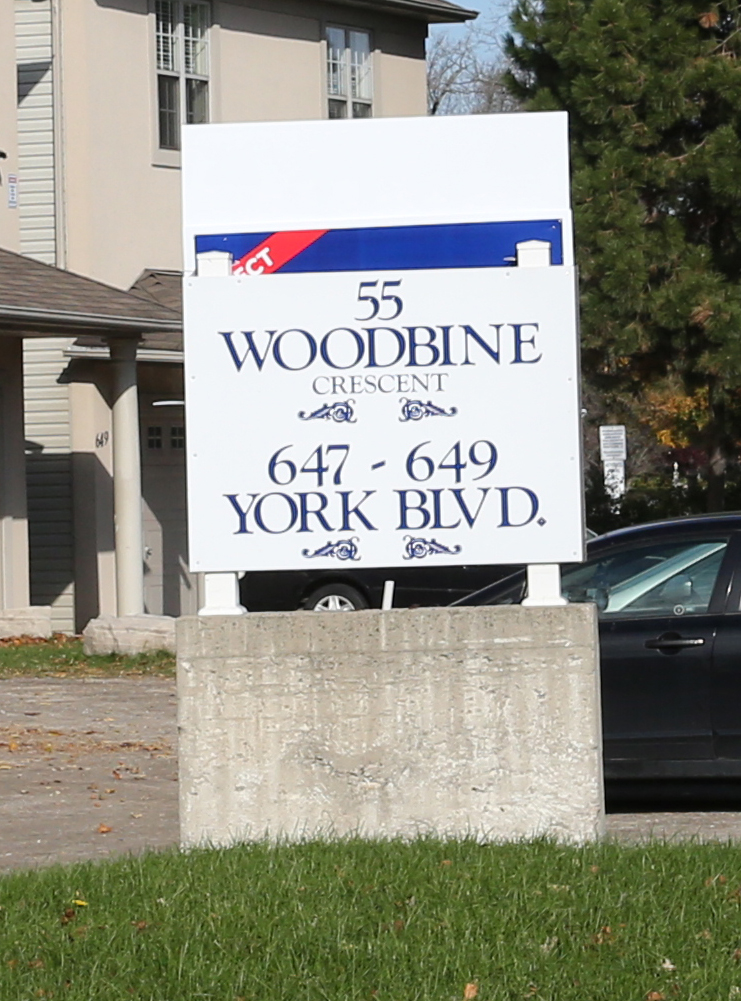 ECT
55
WOODBINE
CRESCENT
647 - 649
YORK BLVD.
649